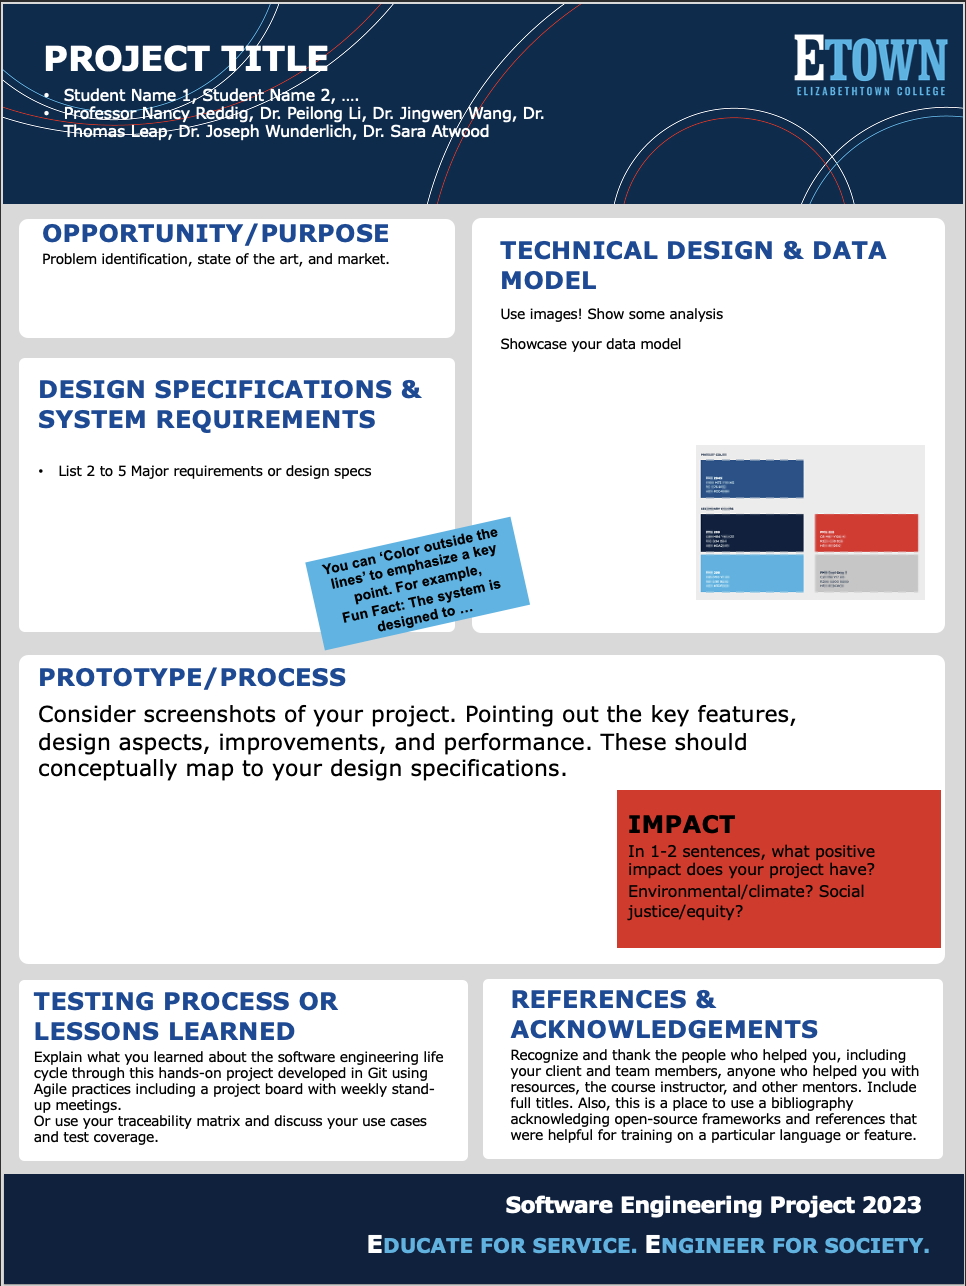 PROJECT TITLE
• Student Name 1, Student Name 2, ....
• Professor Nancy Reddig, Dr. Peilong Li, Dr. Jingwen Wang, Dr.
Thomas Leap, Dr. Joseph Wunderlich, Dr. Sara Atwood
ETOWN
ELIZABETHTOWN COLLEGE
OPPORTUNITY/PURPOSE
Problem identification, state of the art, and market.
TECHNICAL DESIGN & DATA
MODEL
Use images! Show some analysis
Showcase your data model
DESIGN SPECIFICATIONS &
SYSTEM REQUIREMENTS
• List 2 to 5 Major requirements or design specs
You can ‘Color outside the
lines’ to emphasize a key
point. For example,
Fun Fact: The system is
designed to ...
PROTOTYPE/PROCESS
Consider screenshots of your project. Pointing out the key features,
design aspects, improvements, and performance. These should
conceptually map to your design specifications.
IMPACT
In 1-2 sentences, what positive
impact does your project have?
Environmental/climate? Social
justice/equity?
TESTING PROCESS OR
LESSONS LEARNED
Explain what you learned about the software engineering life
cycle through this hands-on project developed in Git using
Agile practices including a project board with weekly stand-
up meetings.
Or use your traceability matrix and discuss your use cases
and test coverage.
REFERENCES &
ACKNOWLEDGEMENTS
Recognize and thank the people who helped you, including
your client and team members, anyone who helped you with
resources, the course instructor, and other mentors. Include
full titles. Also, this is a place to use a bibliography
acknowledging open-source frameworks and references that
were helpful for training on a particular language or feature.
Software Engineering Project 2023
EDUCATE FOR SERVICE. ENGINEER FOR SOCIETY.